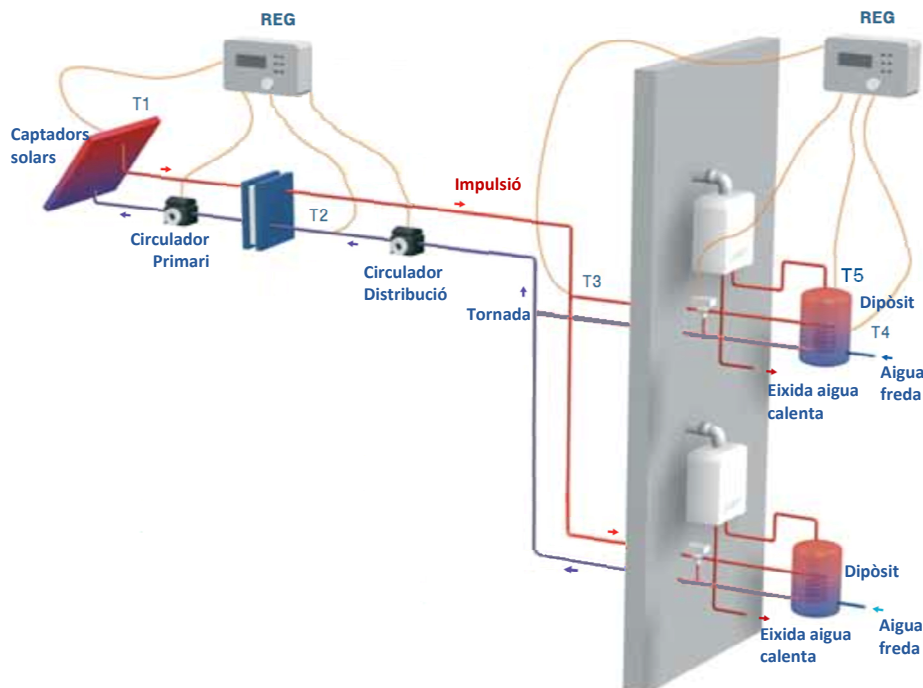 REG
REG
T1
Captadors
solars
Impulsió
T2
Circulador
Primari
Circulador
Distribució
T3
T5
Dipòsit
Tornada
T4
Aigua
freda
Eixida aigua
calenta
Dipòsit
Eixida aigua
calenta
Aigua
freda